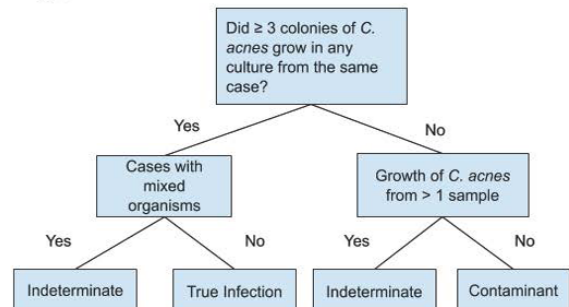 Did ≥ 3 colonies of C.
acnes grow in any
culture from the same
case?
Yes
No
Cases with
mixed
organisms
Growth of C. acnes
from > 1 sample
Yes
No
Yes
No
Indeterminate
True Infection
Indeterminate
Contaminant